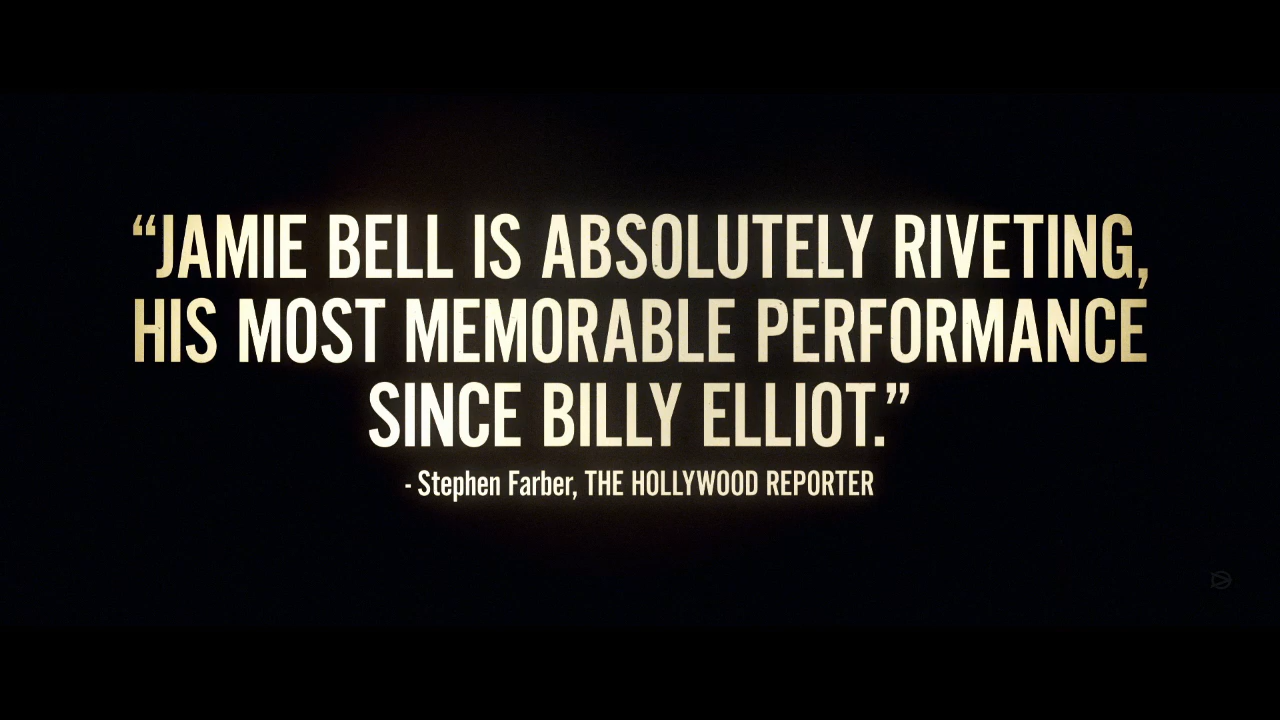 “JAMIE BELL IS ABSOLUTELY RIVETING,
HIS MOST MEMORABLE PERFORMANCE
SINCE BILLY ELLIOT.”
- Stephen Farber, THE HOLLYWOOD REPORTER